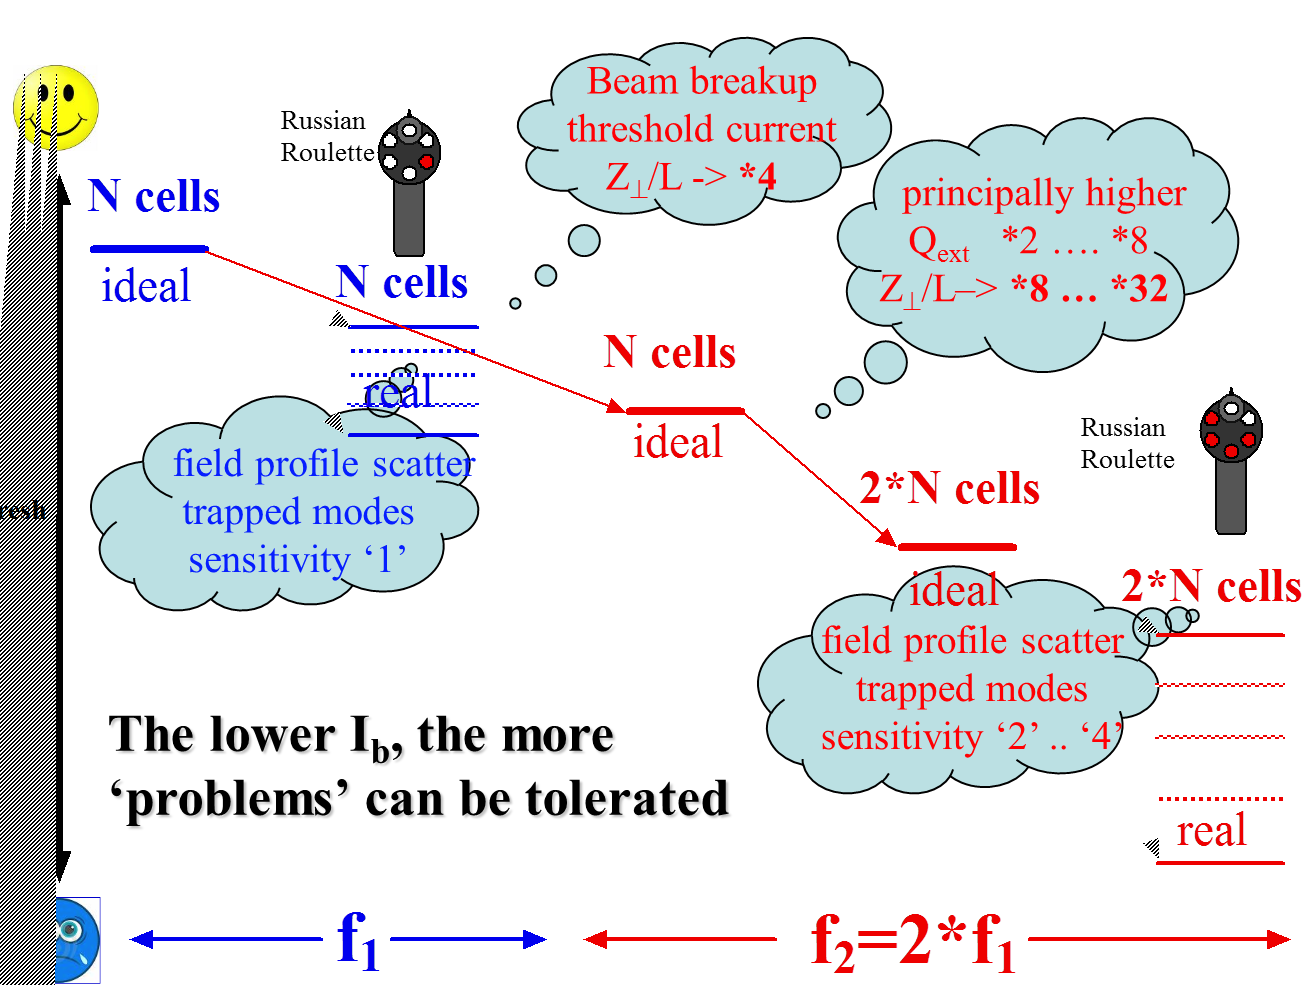 Beam breakup
threshold current
Z⊥/L -> *4
Russian
Roulette
N cells
ideal
principally higher
Qext *2 …. *8
Z⊥/L–> *8 … *32
N cells
real
N cells
ideal
field profile scatter
trapped modes
sensitivity ‘1’
Russian
Roulette
2*N cells
ideal
resh
2*N cells
real
field profile scatter
trapped modes
sensitivity ‘2’ .. ‘4’
The lower Ib, the more
‘problems’ can be tolerated
f1
f2=2*f1